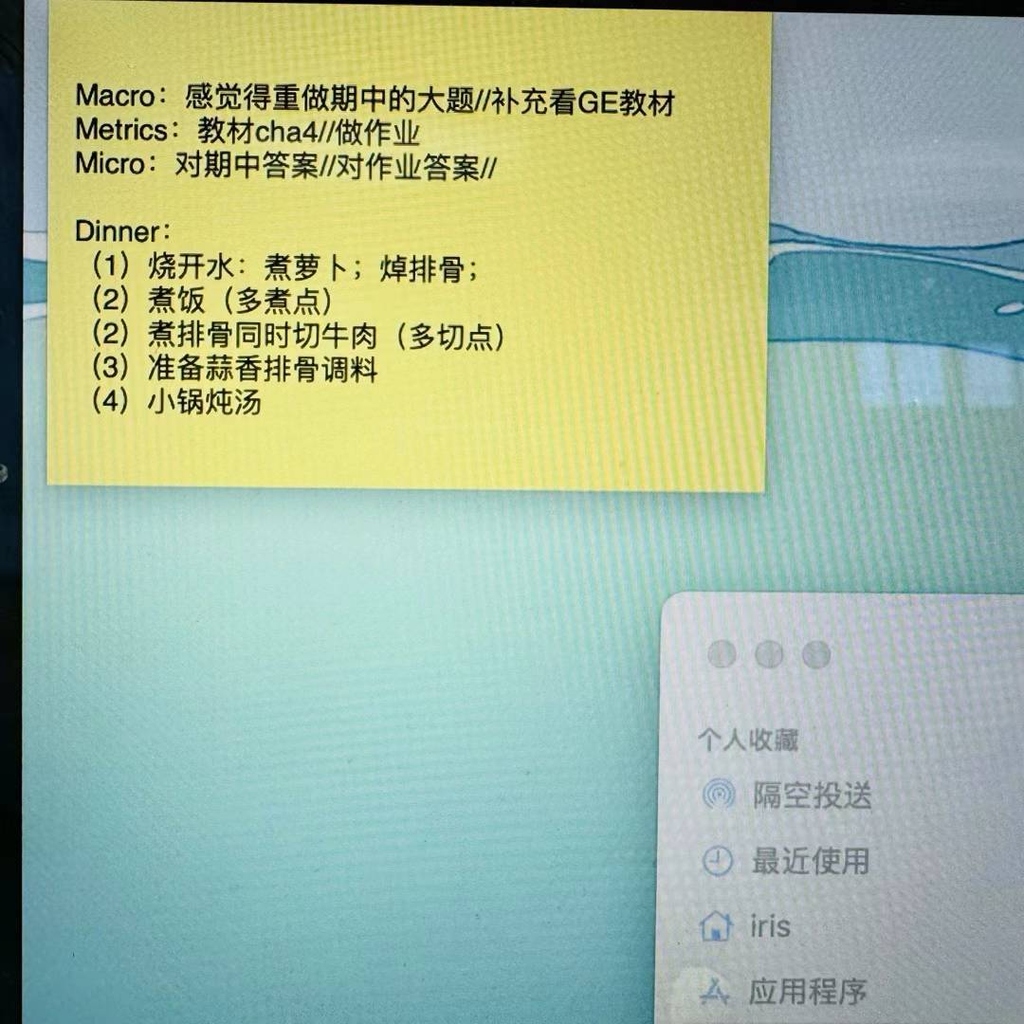 Macro：感觉得重做期中的大题//补充看GE教材
Metrics：教材cha4//做作业
Micro：对期中答案//对作业答案//
Dinner：
（1）烧开水：煮萝卜；焯排骨；
（2）煮饭（多煮点）
（2）煮排骨同时切牛肉（多切点）
（3）准备蒜香排骨调料
（4）小锅炖汤
个人收藏
隔空投送
最近使用
iris
应用程序